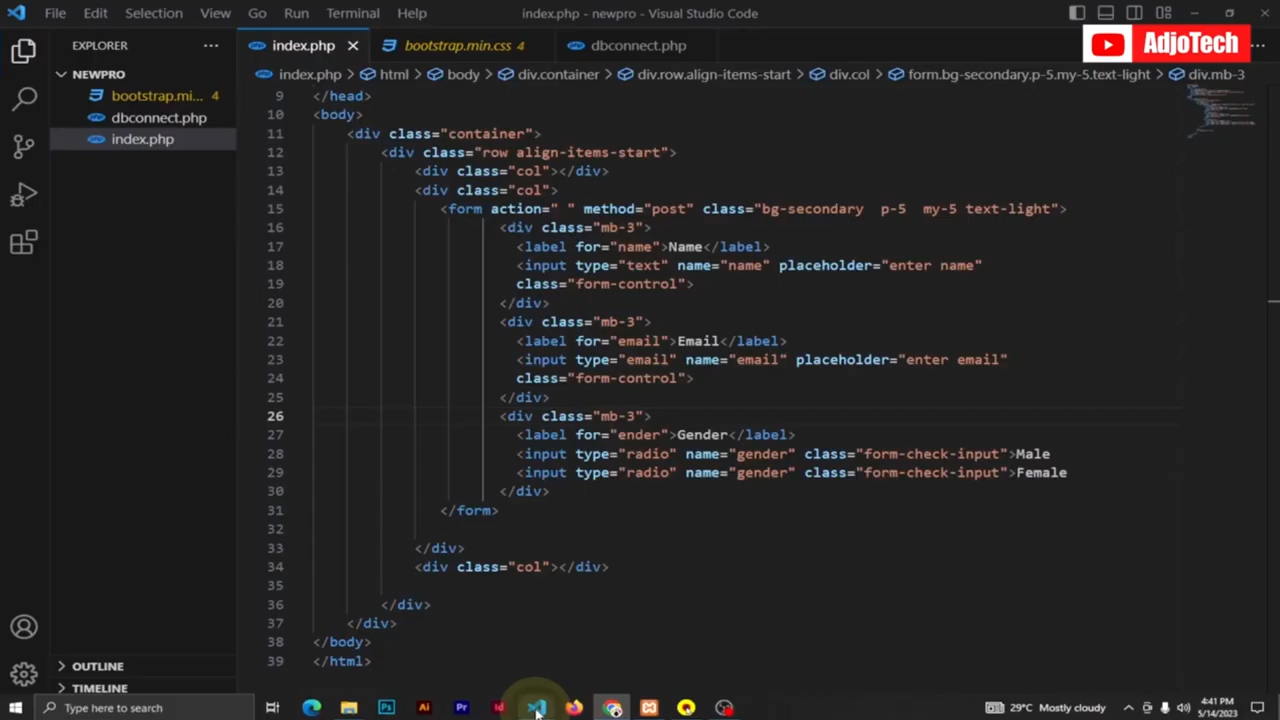 File Edit Selection View Go Run Terminal Help index.php - newpro - Visual Studio Code
AdjoTech
EXPLORER
NEWPRO
bootstrap.mi... 4
dbconnect.php
index.php
OUTLINE
TIMELINE
index.php bootstrap.min.css 4 dbconnect.php
index.php > html > body > div.container > div.row.align-items-start > div.col > form.bg-secondary.p-5.my-5.text-light > div.mb-3
9 </head>
10 <body>
11 <div class="container">
12 <div class="row align-items-start">
13 <div class="col"></div>
14 <div class="col">
15 <form action=" " method="post" class="bg-secondary  p-5  my-5 text-light">
16 <div class="mb-3">
17 <label for="name">Name</label>
18 <input type="text" name="name" placeholder="enter name"
19 class="form-control">
20 </div>
21 <div class="mb-3">
22 <label for="email">Email</label>
23 <input type="email" name="email" placeholder="enter email"
24 class="form-control">
25 </div>
26 <div class="mb-3">
27 <label for="ender">Gender</label>
28 <input type="radio" name="gender" class="form-check-input">Male
29 <input type="radio" name="gender" class="form-check-input">Female
30 </div>
31 </form>
32
33 </div>
34 <div class="col"></div>
35
36 </div>
37 </div>
38 </body>
39 </html>
Type here to search
Ps Ai Pr Id
29°C Mostly cloudy
4:41 PM
5/14/2023